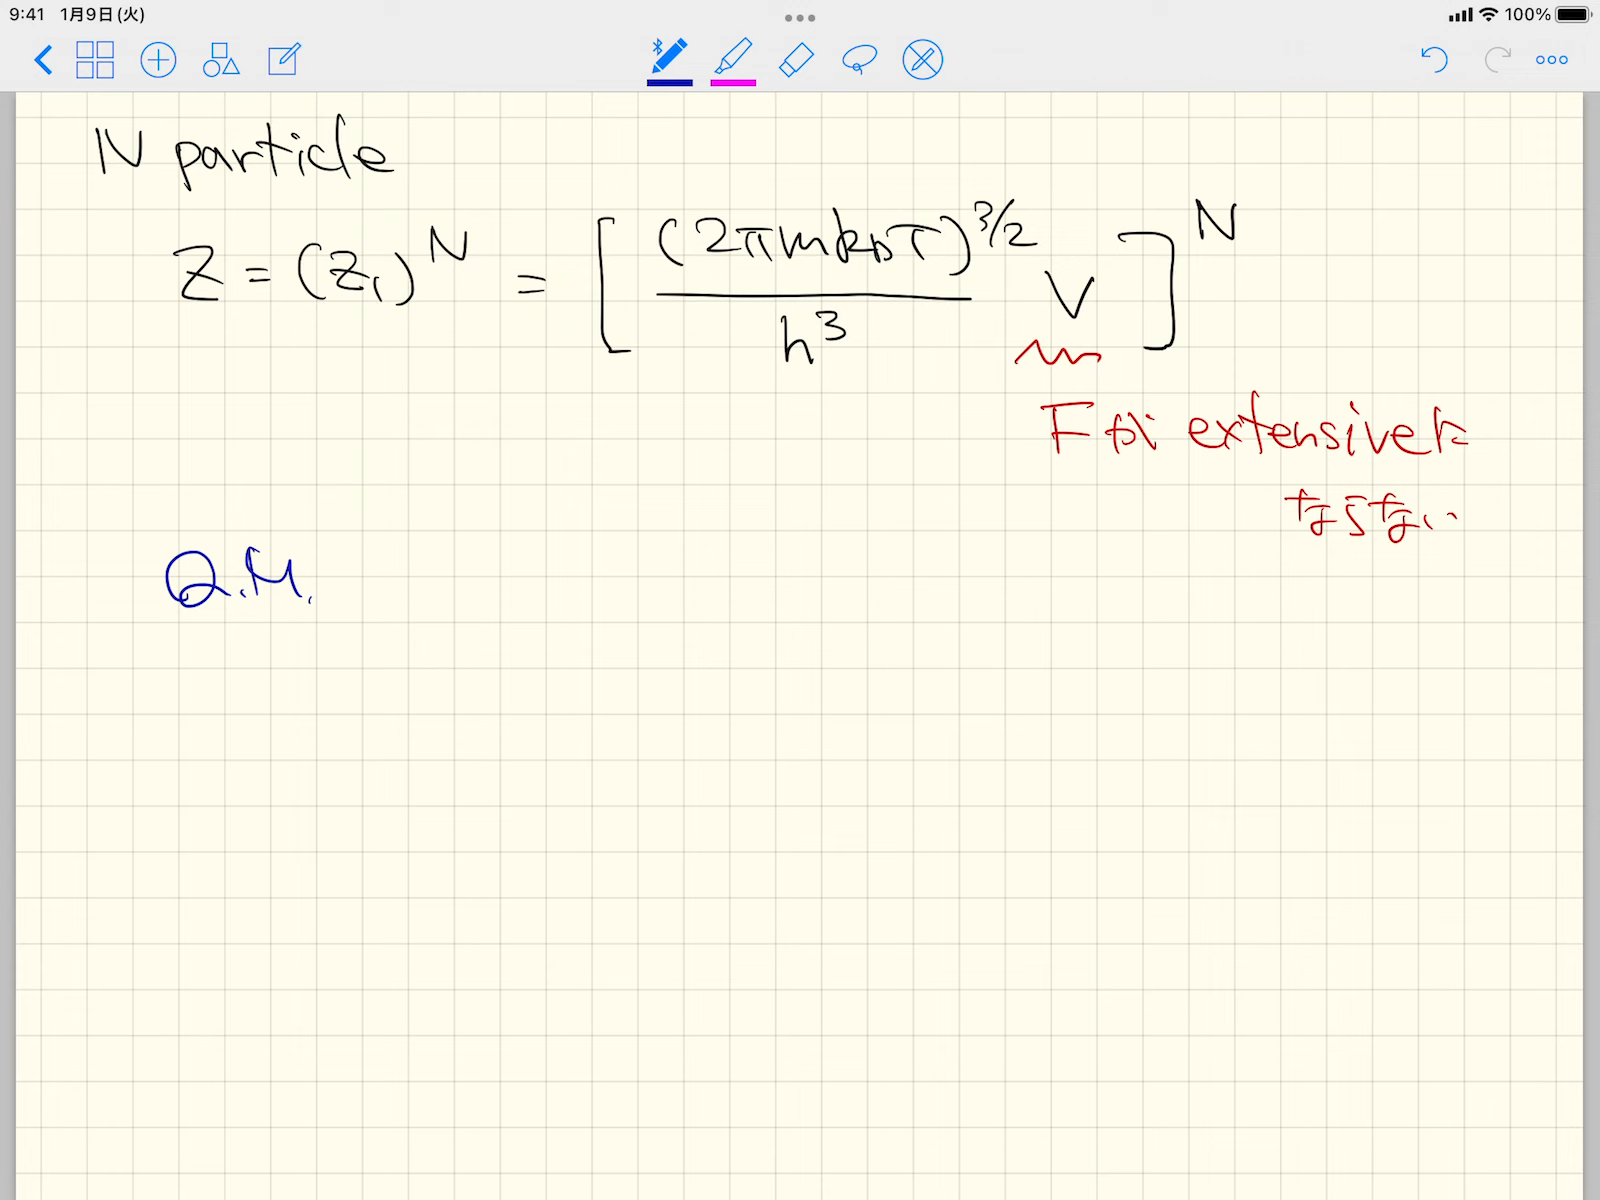 9:41 1月9日(火) 100%
N particle
Z = (Z₁)^N = [ (2πmk_BT)^{3/2} / h³ V ]^N
Fが extensiveに
ならない
Q.M.